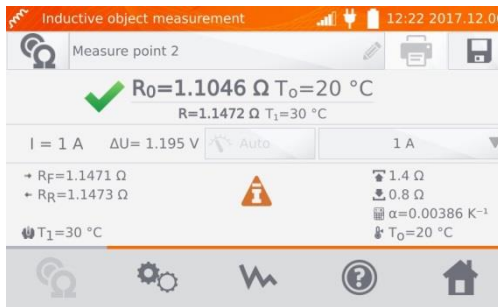 Inductive object measurement 12:22 2017.12.0
Measure point 2
R₀=1.1046 Ω T₀=20 °C
R=1.1472 Ω T₁=30 °C
I = 1 A ΔU= 1.195 V Auto 1 A
→ RF=1.1471 Ω 1.4 Ω
← RR=1.1473 Ω 0.8 Ω
α=0.00386 K⁻¹
T₁=30 °C T₀=20 °C